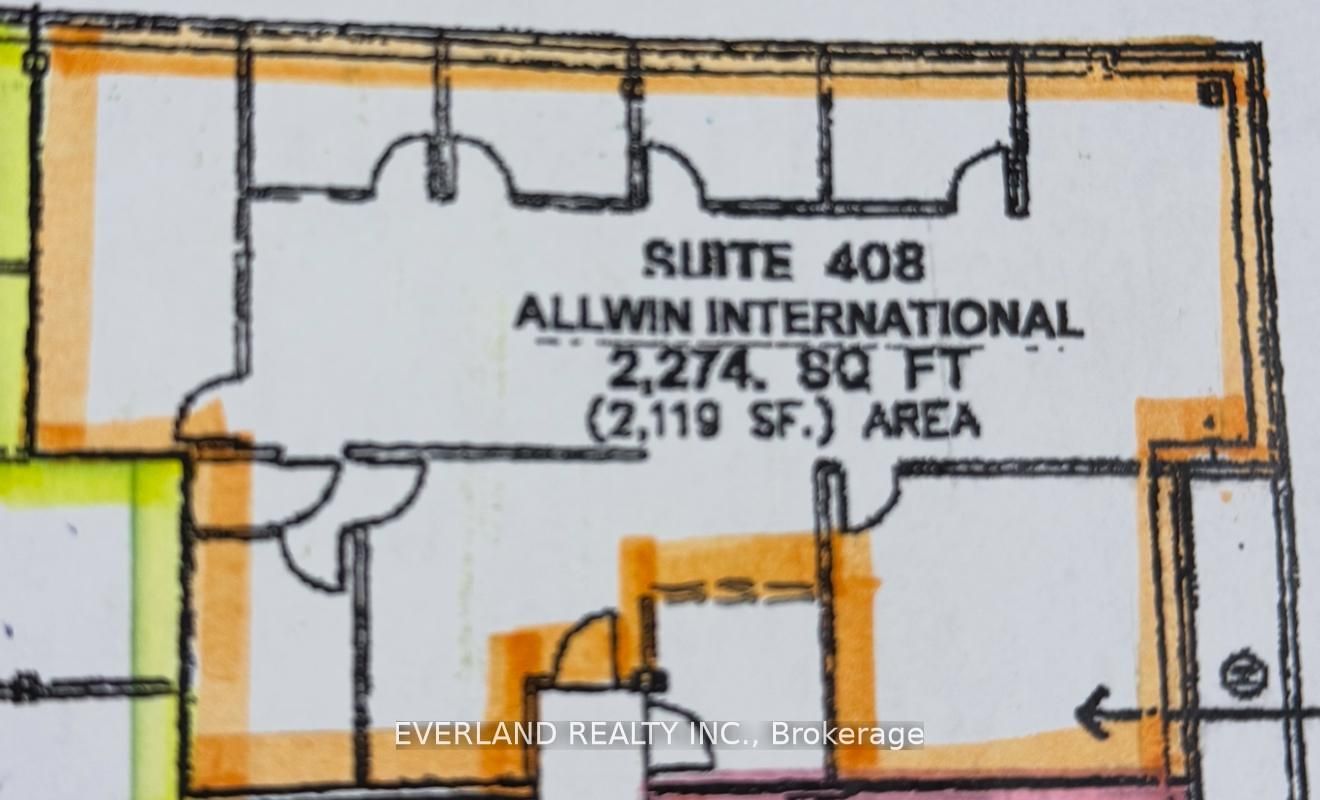 SUITE 408
ALLWIN INTERNATIONAL
2,274. SQ FT
(2,119 SF.) AREA
EVERLAND REALTY INC., Brokerage